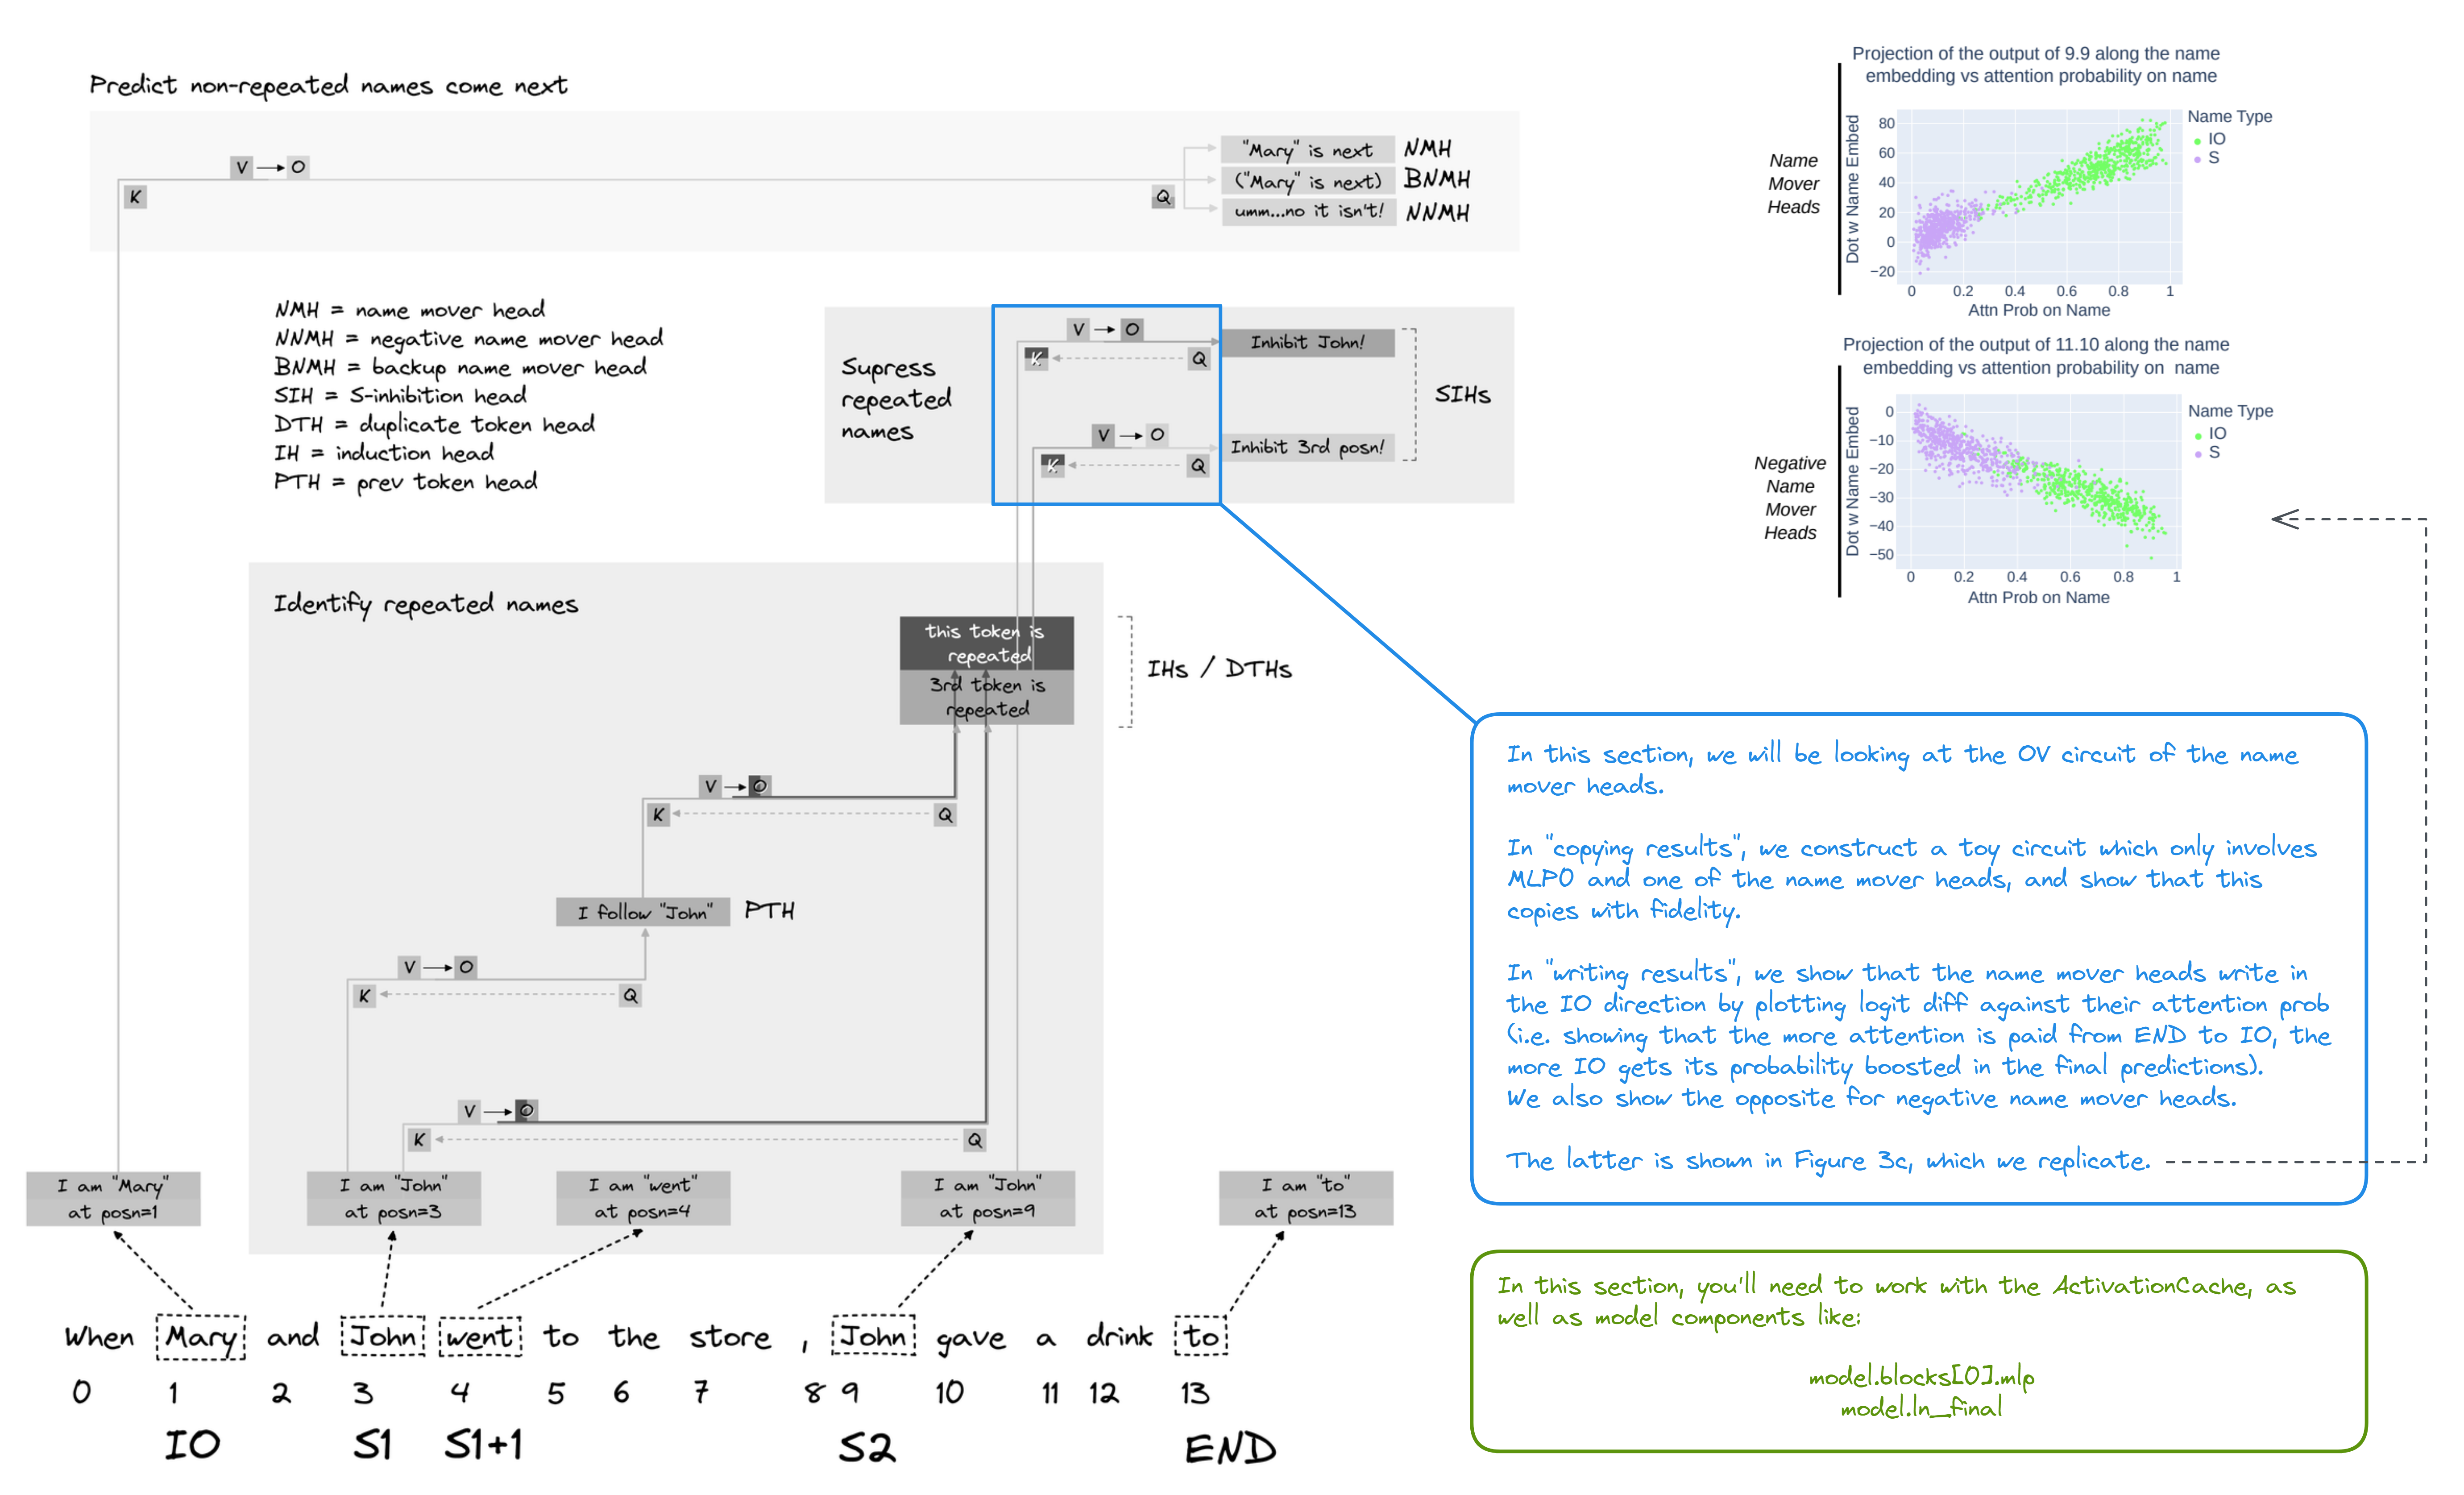 Predict non-repeated names come next
V → O
K
Q
"Mary" is next
NMH
("Mary" is next)
BNMH
umm...no it isn't!
NNMH
NMH = name mover head
NNMH = negative name mover head
BNMH = backup name mover head
SIH = S-inhibition head
DTH = duplicate token head
IH = induction head
PTH = prev token head
Supress
repeated
names
V → O
K
Q
Inhibit John!
V → O
K
Q
Inhibit 3rd posn!
SIHs
Identify repeated names
this token is
repeated
3rd token is
repeated
IHs / DTHs
V → O
K
Q
I follow "John"
PTH
V → O
K
Q
V → O
K
Q
I am "Mary"
at posn=1
I am "John"
at posn=3
I am "went"
at posn=4
I am "John"
at posn=9
I am "to"
at posn=13
When Mary and John went to the store , John gave a drink to
0 1 2 3 4 5 6 7 8 9 10 11 12 13
IO S1 S1+1 S2 END
Projection of the output of 9.9 along the name
embedding vs attention probability on name
Name
Mover
Heads
Dot w Name Embed
80
60
40
20
0
−20
0 0.2 0.4 0.6 0.8 1
Attn Prob on Name
Name Type
IO
S
Projection of the output of 11.10 along the name
embedding vs attention probability on name
Negative
Name
Mover
Heads
Dot w Name Embed
0
−10
−20
−30
−40
−50
0 0.2 0.4 0.6 0.8 1
Attn Prob on Name
Name Type
IO
S
In this section, we will be looking at the OV circuit of the name
mover heads.
In "copying results", we construct a toy circuit which only involves
MLP0 and one of the name mover heads, and show that this
copies with fidelity.
In "writing results", we show that the name mover heads write in
the IO direction by plotting logit diff against their attention prob
(i.e. showing that the more attention is paid from END to IO, the
more IO gets its probability boosted in the final predictions).
We also show the opposite for negative name mover heads.
The latter is shown in Figure 3c, which we replicate.
In this section, you'll need to work with the ActivationCache, as
well as model components like:
model.blocks[0].mlp
model.ln_final